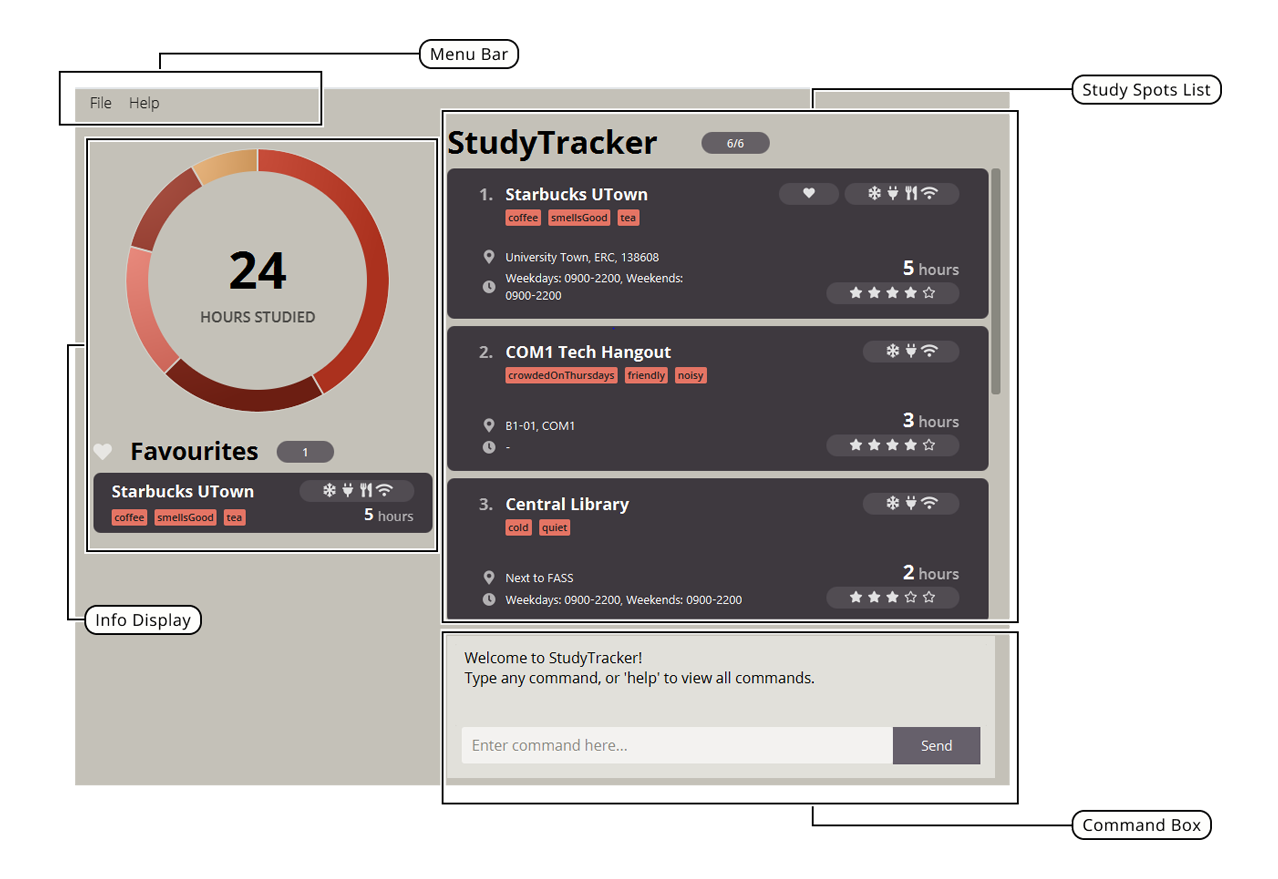 Menu Bar
Study Spots List
File Help
StudyTracker 6/6
1. Starbucks UTown
coffee smellsGood tea
University Town, ERC, 138608
Weekdays: 0900-2200, Weekends:
0900-2200
5 hours
2. COM1 Tech Hangout
crowdedOnThursdays friendly noisy
B1-01, COM1
-
3 hours
3. Central Library
cold quiet
Next to FASS
Weekdays: 0900-2200, Weekends: 0900-2200
2 hours
24
HOURS STUDIED
Favourites 1
Starbucks UTown
coffee smellsGood tea
5 hours
Info Display
Welcome to StudyTracker!
Type any command, or 'help' to view all commands.
Enter command here...
Send
Command Box